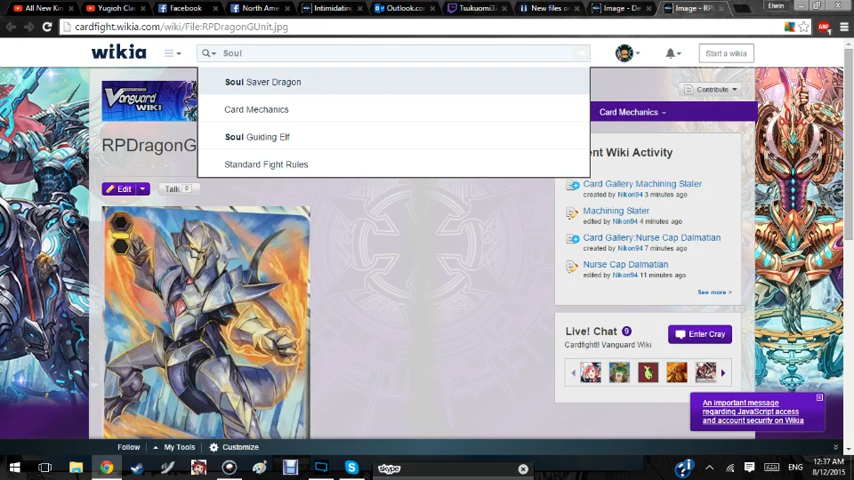 All New Kin
Yugioh Cla
Facebook
North Ame
Intimidating
Outlook.co
Twitch
New files o
Image - De
Image - RP
Elwin
cardfight.wikia.com/wiki/File:RPDragonGUnit.jpg
wikia
Soul
Start a wikia
Soul Saver Dragon
Card Mechanics
Soul Guiding Elf
Standard Fight Rules
Vanguard
WIKI
Contribute
Card Mechanics
RPDragonG
ent Wiki Activity
Edit
Talk 0
Card Gallery:Machining Slater
created by Nikon94 3 minutes ago
Machining Slater
edited by Nikon94 4 minutes ago
Card Gallery:Nurse Cap Dalmatian
created by Nikon94 7 minutes ago
Nurse Cap Dalmatian
edited by Nikon94 11 minutes ago
See more >
Live! Chat 9
Cardfight!! Vanguard Wiki
Enter Cray
An important message
regarding JavaScript access
and account security on Wikia
Follow
My Tools
Customize
skype
ENG
12:37 AM
8/12/2015